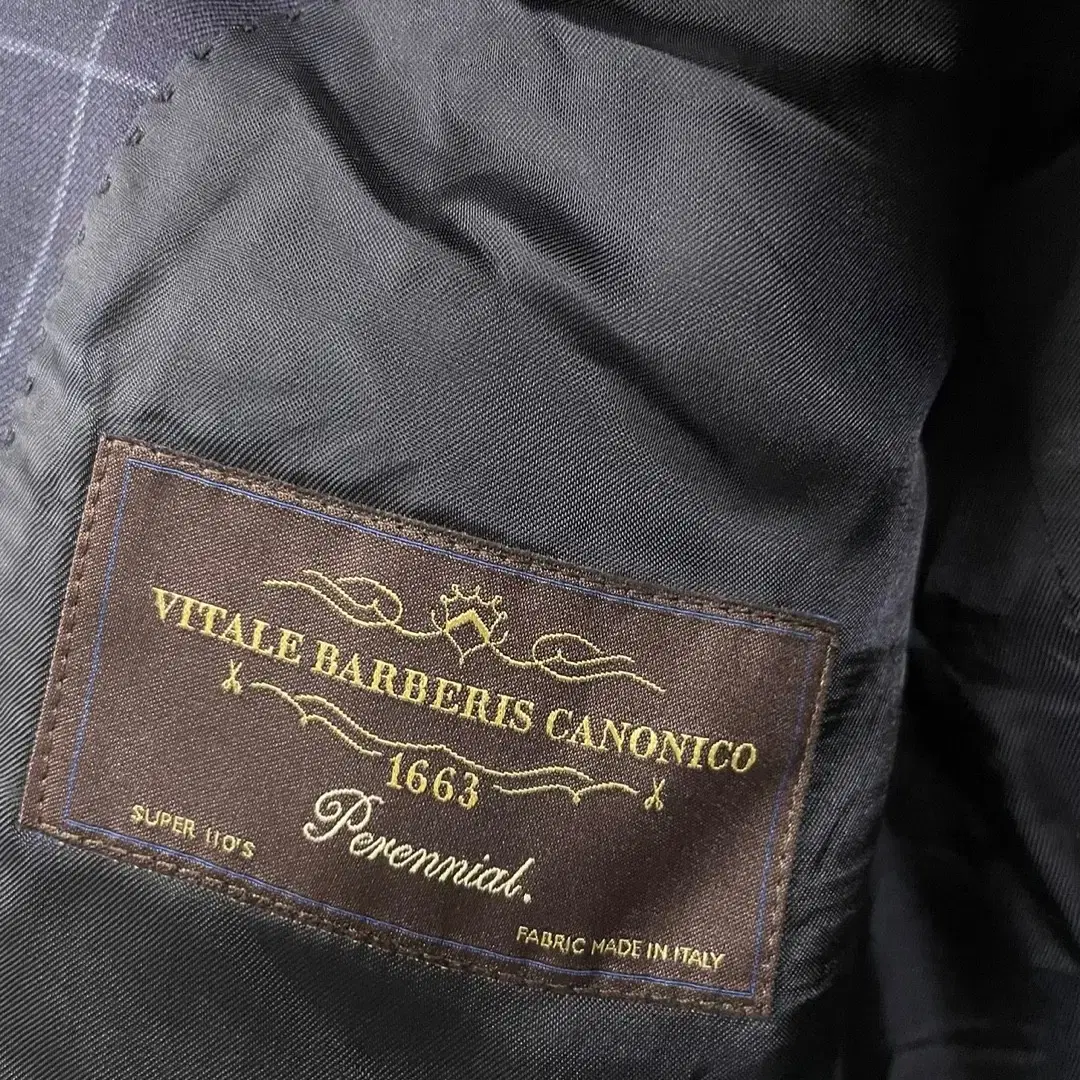 VITALE BARBERIS CANONICO
1663
Perennial.
SUPER 110'S
FABRIC MADE IN ITALY